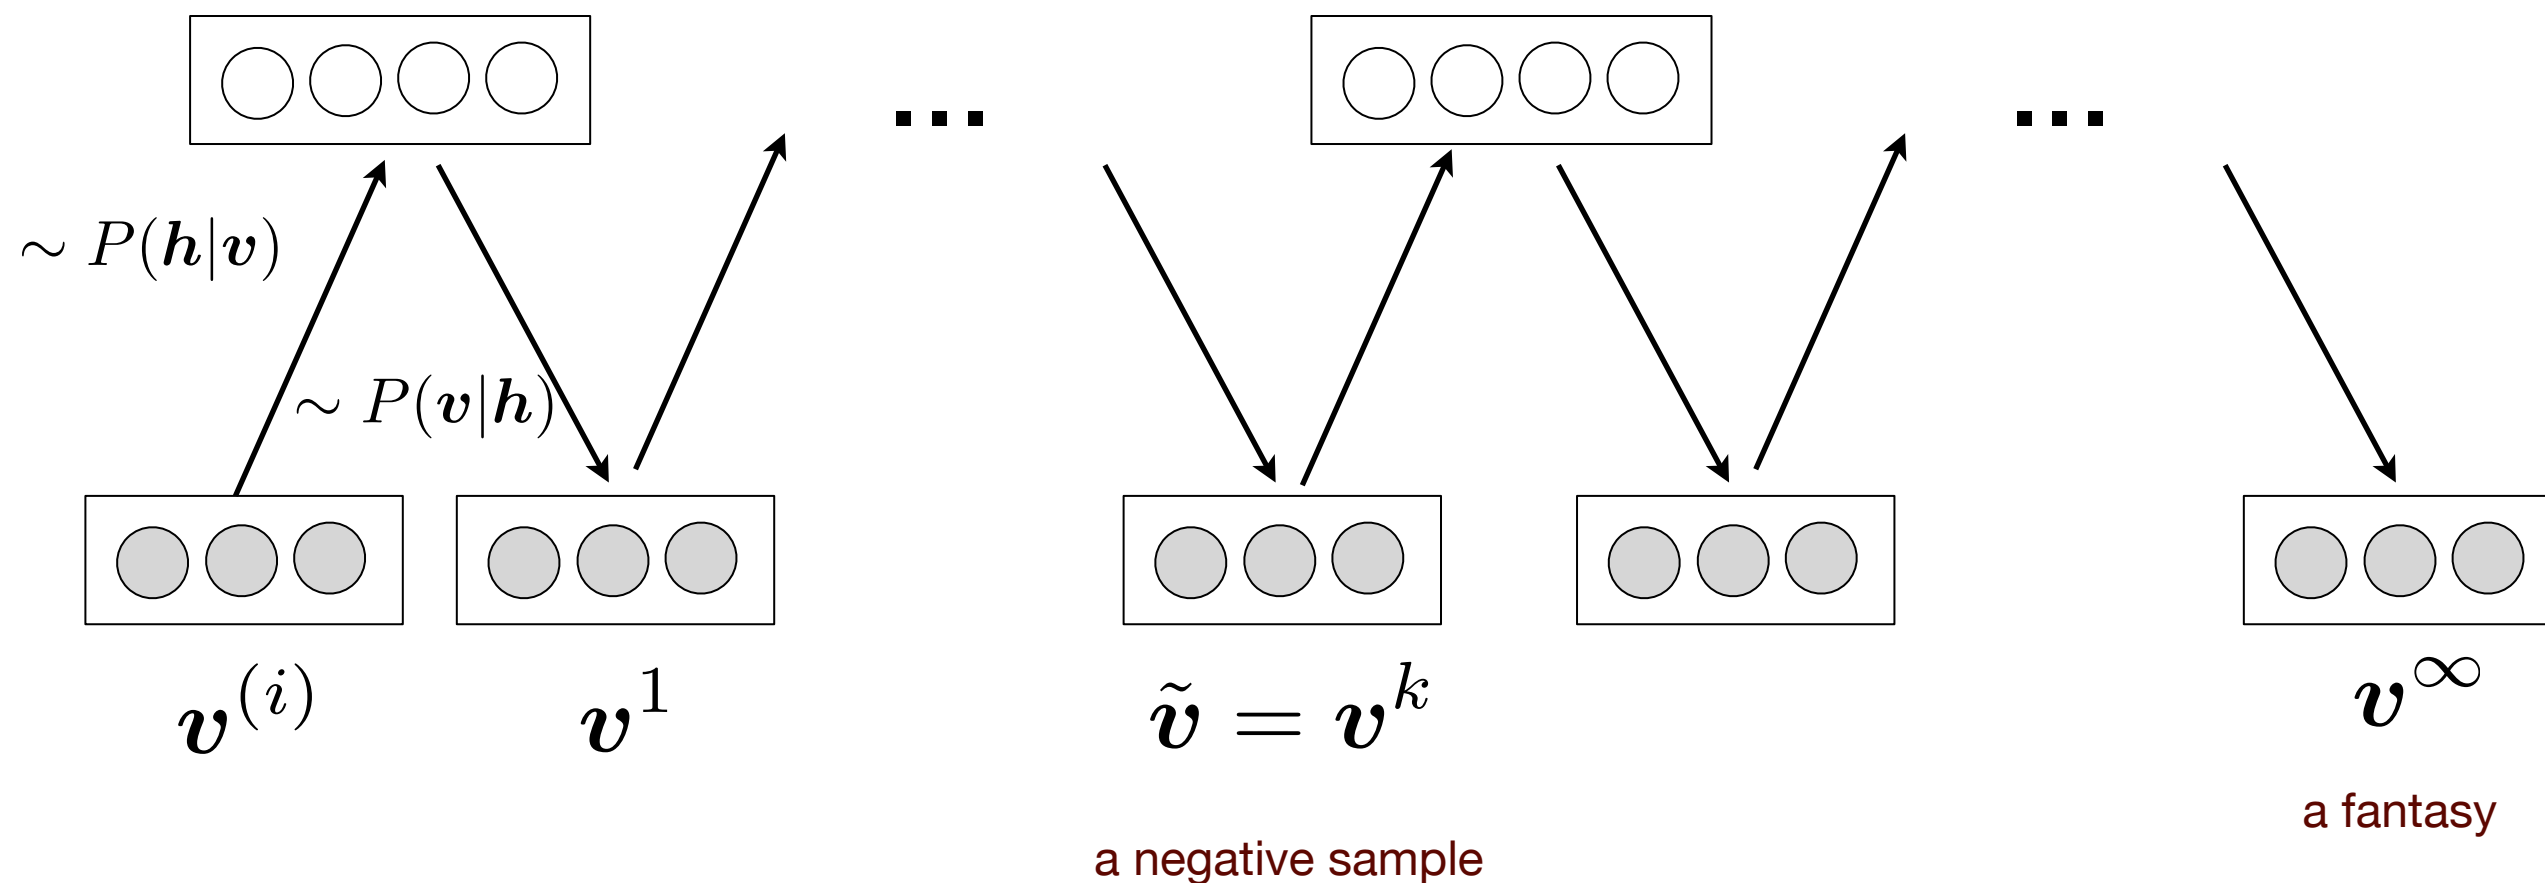 ∼ P(h|v)
∼ P(v|h)
v^(i)
v^1
ṽ = v^k
v^∞
a fantasy
a negative sample